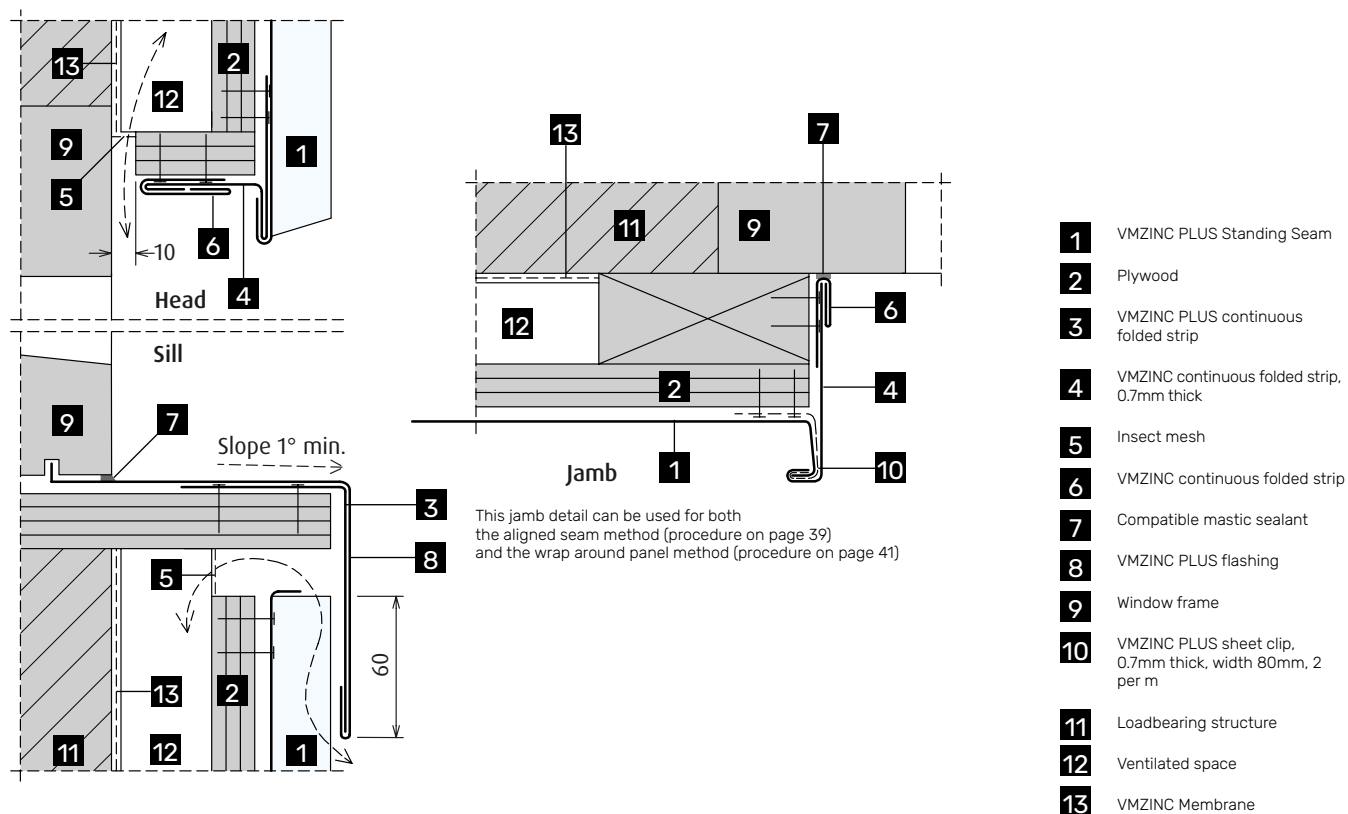 13
2
12
9
1
5
10
6
4
Head
Sill
9
7
Slope 1° min.
3
8
5
60
13
2
11
12
1
13
7
11
9
6
12
2
4
Jamb
1
10
This jamb detail can be used for both
the aligned seam method (procedure on page 39)
and the wrap around panel method (procedure on page 41)
1 VMZINC PLUS Standing Seam
2 Plywood
3 VMZINC PLUS continuous
folded strip
4 VMZINC continuous folded strip,
0.7mm thick
5 Insect mesh
6 VMZINC continuous folded strip
7 Compatible mastic sealant
8 VMZINC PLUS flashing
9 Window frame
10 VMZINC PLUS sheet clip,
0.7mm thick, width 80mm, 2
per m
11 Loadbearing structure
12 Ventilated space
13 VMZINC Membrane